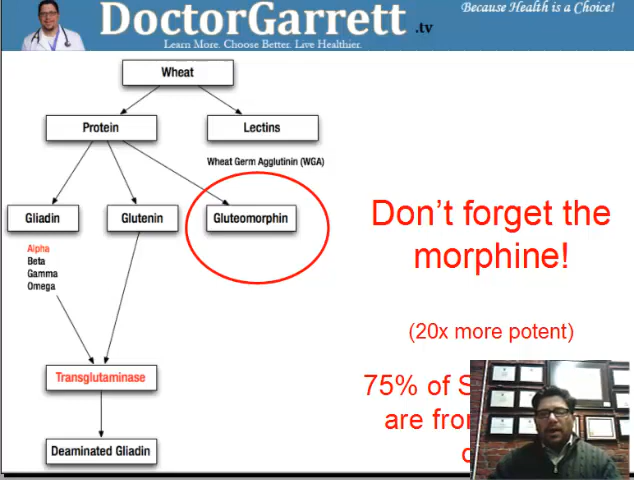 DoctorGarrett.tv
Because Health is a Choice!
Learn More. Choose Better. Live Healthier.
Wheat
Protein
Lectins
Wheat Germ Agglutinin (WGA)
Gliadin
Glutenin
Gluteomorphin
Alpha
Beta
Gamma
Omega
Transglutaminase
Deaminated Gliadin
Don't forget the
morphine!
(20x more potent)
75% of
are